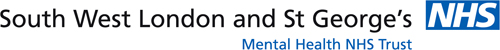 South West London and St George's NHS
Mental Health NHS Trust